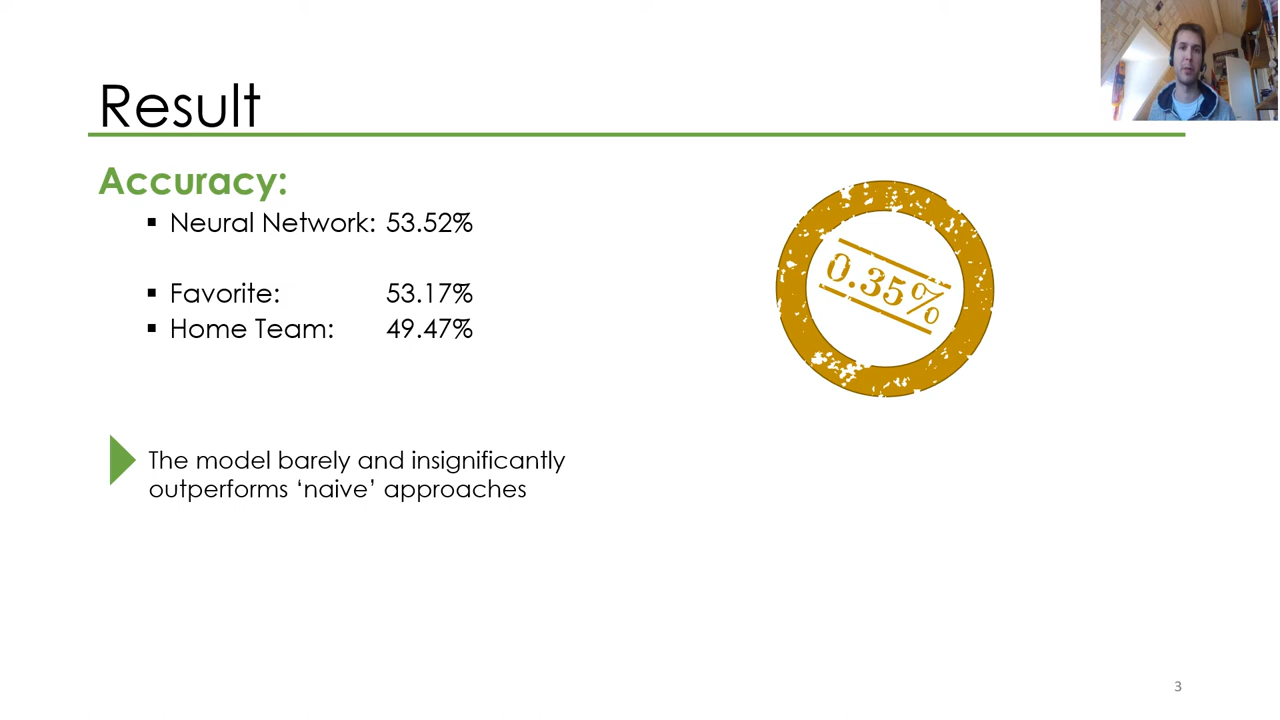 Result
Accuracy:
▪ Neural Network: 53.52%
▪ Favorite: 53.17%
▪ Home Team: 49.47%
0.35%
The model barely and insignificantly
outperforms ‘naive’ approaches
3